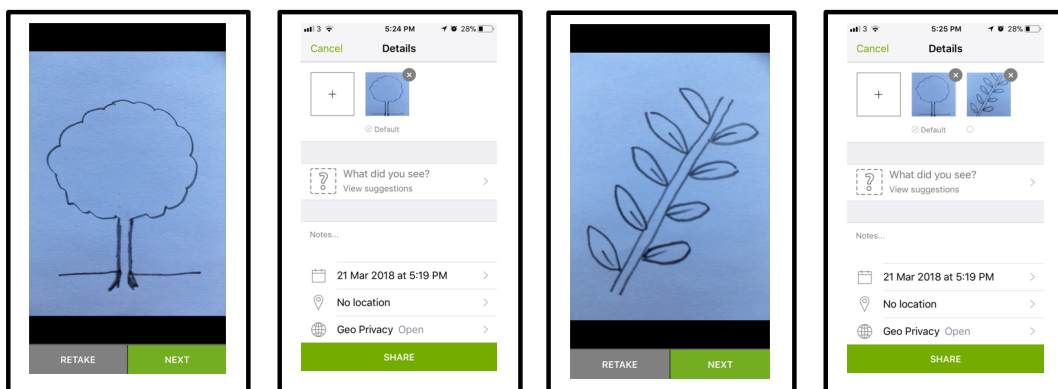 RETAKE NEXT
3 5:24 PM 28%
Cancel Details
+
Default
?
What did you see?
View suggestions
Notes...
21 Mar 2018 at 5:19 PM
No location
Geo Privacy Open
SHARE
RETAKE NEXT
3 5:25 PM 28%
Cancel Details
+
Default
?
What did you see?
View suggestions
Notes...
21 Mar 2018 at 5:19 PM
No location
Geo Privacy Open
SHARE